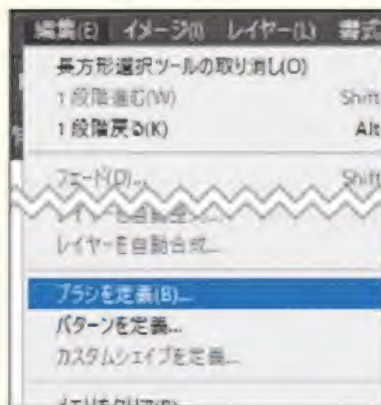 編集(E) イメージ(I) レイヤー(L) 書式
長方形選択ツールの取り消し(O)
1 段階進む(W) Shift
1 段階戻る(K) Alt
フェード(D)... Shift
レイヤーを自動合成...
ブラシを定義(B)...
パターンを定義...
カスタムシェイプを定義...